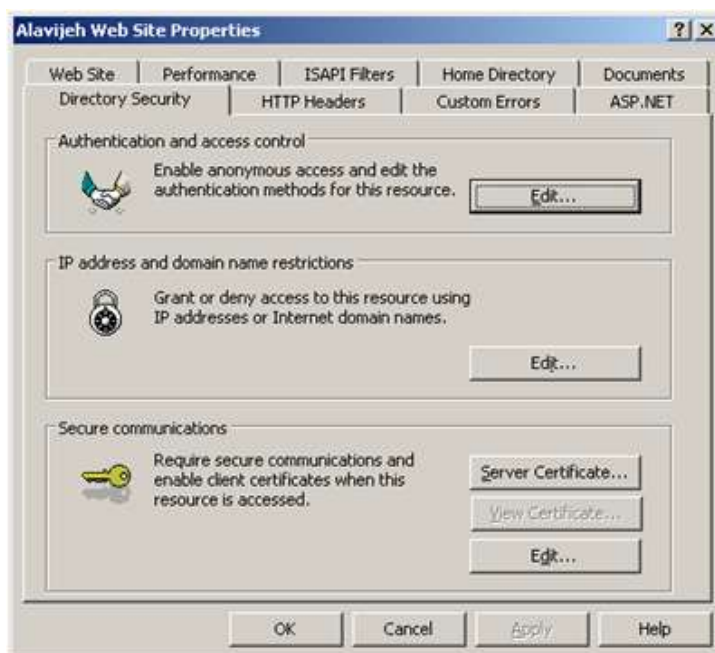 Alavijeh Web Site Properties
Web Site Performance ISAPI Filters Home Directory Documents
Directory Security HTTP Headers Custom Errors ASP.NET
Authentication and access control
Enable anonymous access and edit the
authentication methods for this resource.
Edit...
IP address and domain name restrictions
Grant or deny access to this resource using
IP addresses or Internet domain names.
Edit...
Secure communications
Require secure communications and
enable client certificates when this
resource is accessed.
Server Certificate...
View Certificate...
Edit...
OK Cancel Apply Help